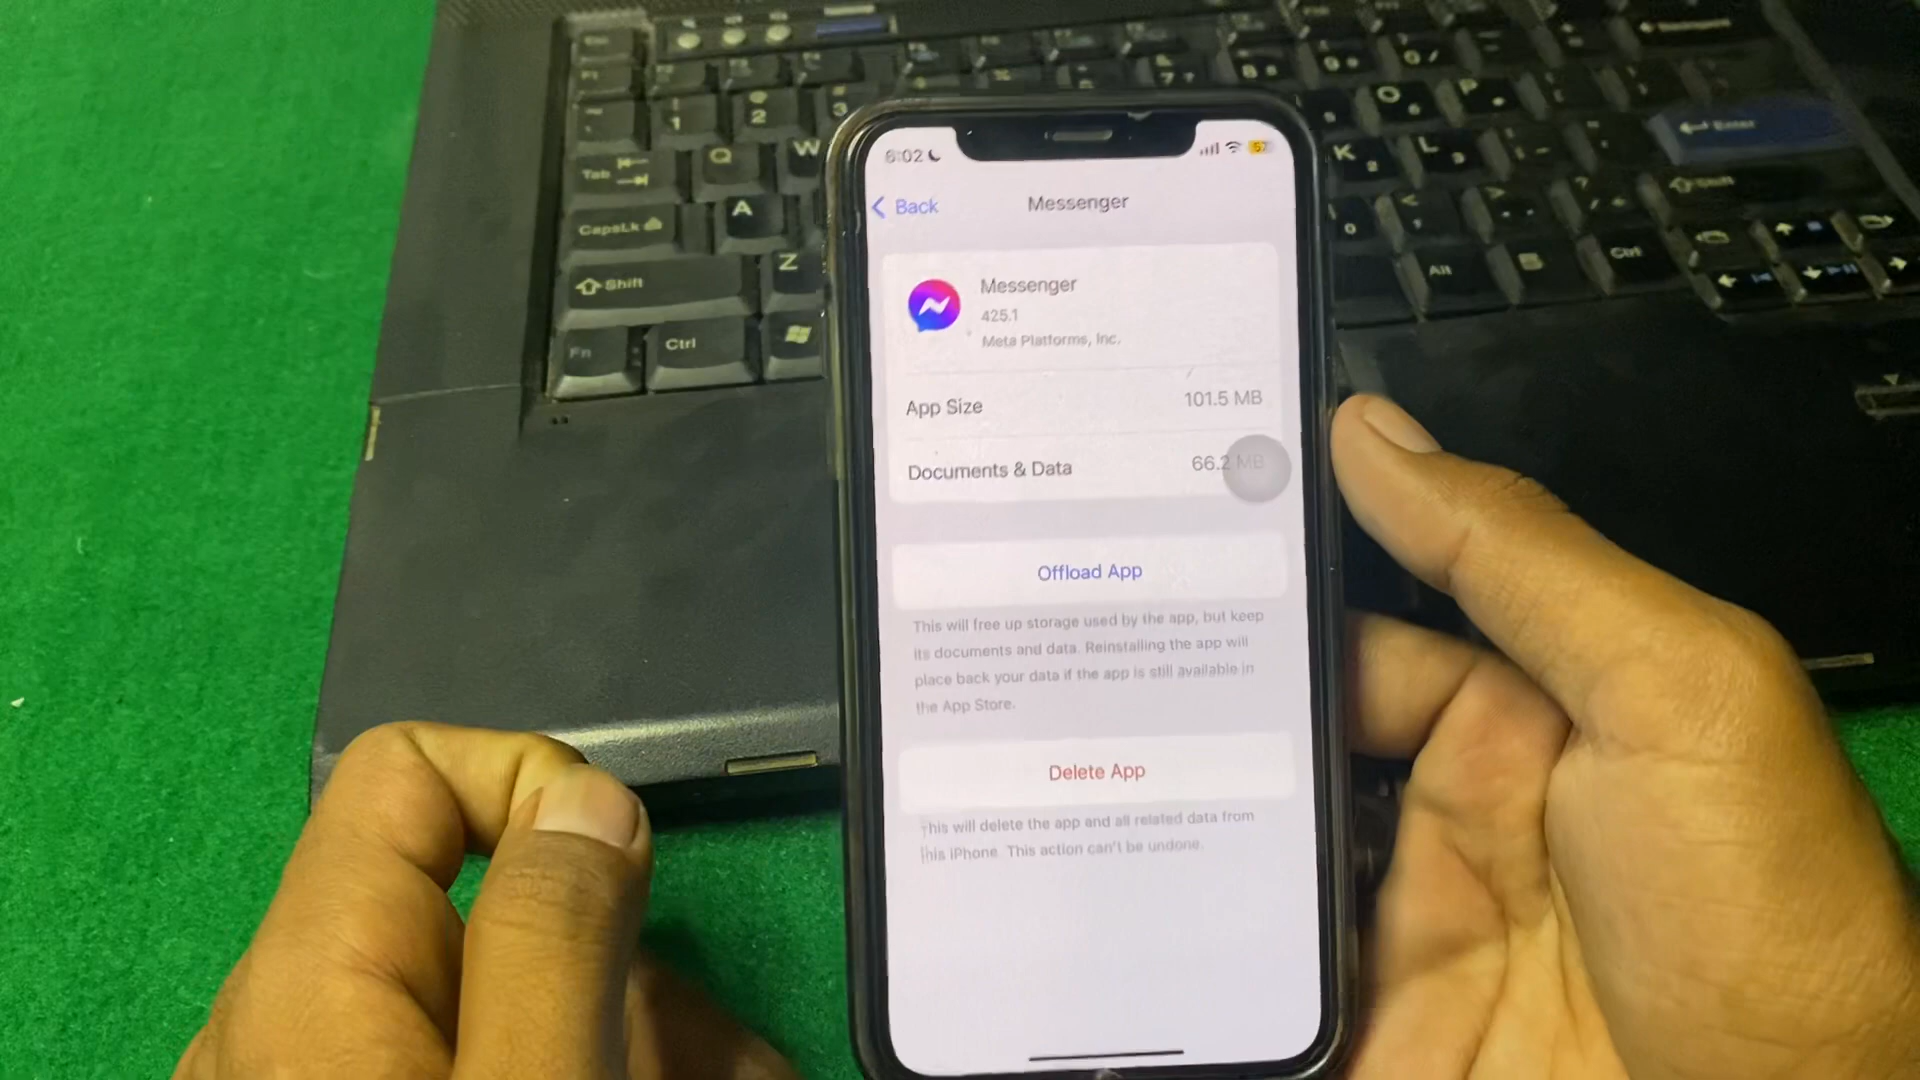 6:02
57
Back
Messenger
Messenger
425.1
Meta Platforms, Inc.
App Size
101.5 MB
Documents & Data
66.2 MB
Offload App
This will free up storage used by the app, but keep
its documents and data. Reinstalling the app will
place back your data if the app is still available in
the App Store.
Delete App
This will delete the app and all related data from
this iPhone. This action can't be undone.
1
2
3
Tab
Q
W
CapsLk
A
Shift
Z
Fn
Ctrl
O
P
K
L
Enter
Shift
Alt
Ctrl